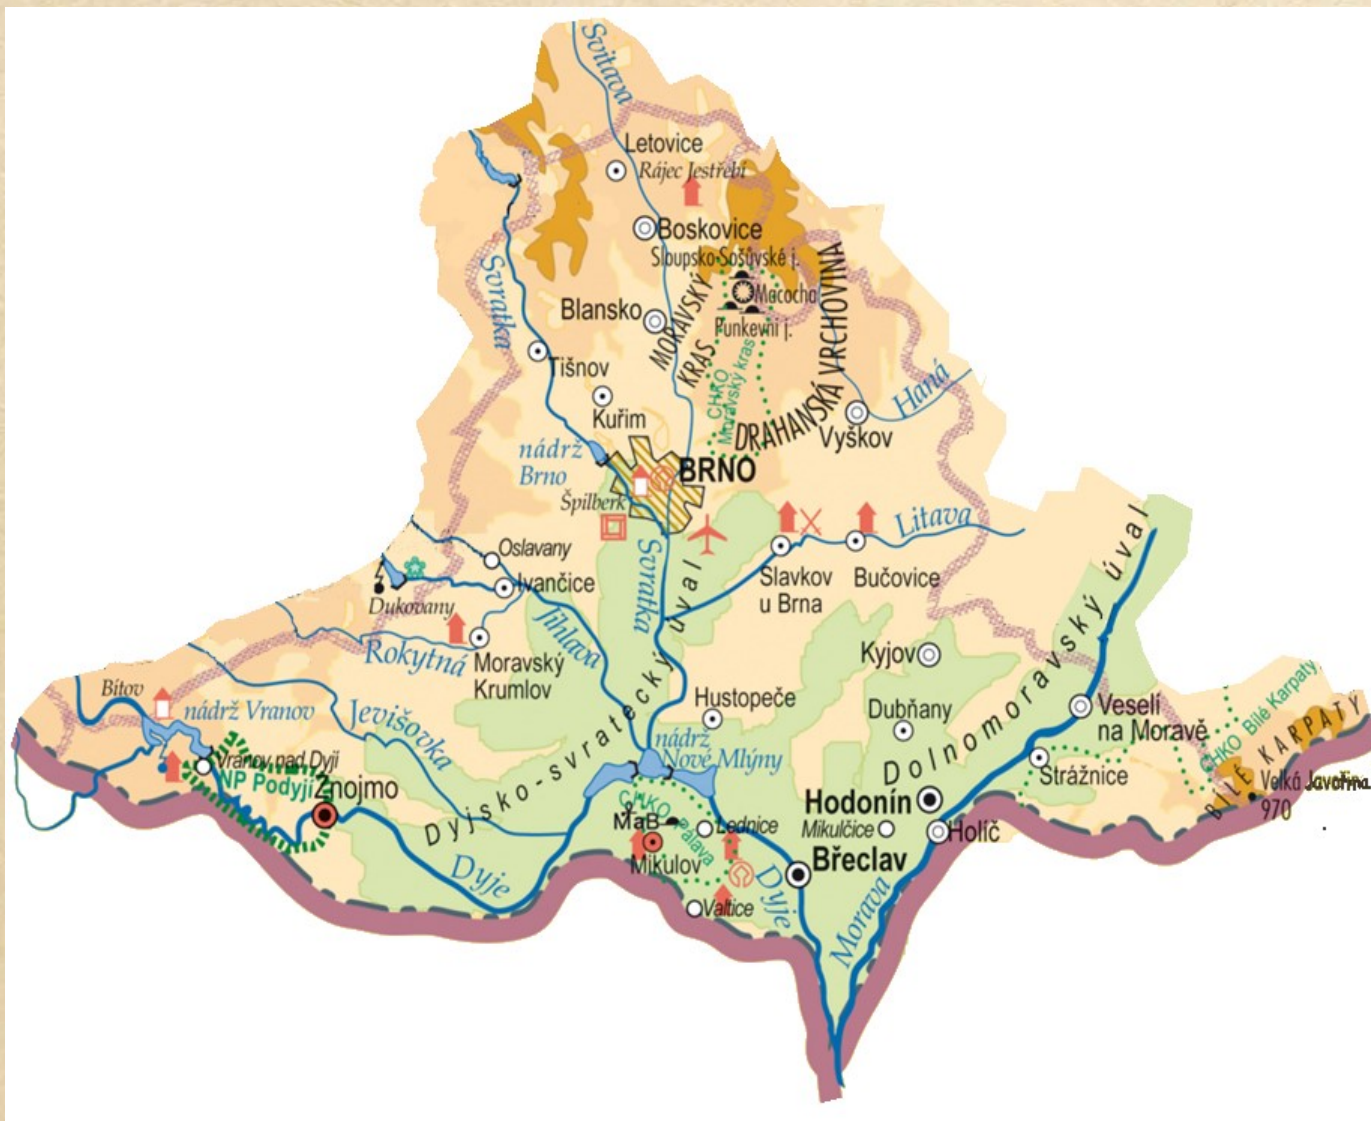 Svitava
Letovice
Rájec Jestřebí
Boskovice
Sloupsko-Sošůvské j.
Svratka
MORAVSKÝ
KRAS
Macocha
Blansko
Punkevní j.
CHKO
Moravský kras
DRAHANSKÁ VRCHOVINA
Tišnov
Haná
Kuřim
Vyškov
nádrž
Brno
BRNO
Špilberk
Litava
Oslavany
Svratka
Slavkov
u Brna
Bučovice
Ivančice
Dukovany
Jihlava
Rokytná
Moravský
Krumlov
Kyjov
Dyjsko-svratecký úval
Dolnomoravský úval
Bítov
nádrž Vranov
Jevišovka
Hustopeče
Dubňany
Veselí
na Moravě
CHKO Bílé Karpaty
BÍLÉ KARPATY
nádrž
Nové Mlýny
Vranov nad Dyjí
NP Podyjí
Strážnice
Velká Javořina
970
Znojmo
CHKO Pálava
MaB
Lednice
Hodonín
Mikulčice
Holíč
Mikulov
Břeclav
Dyje
Dyje
Morava
Valtice